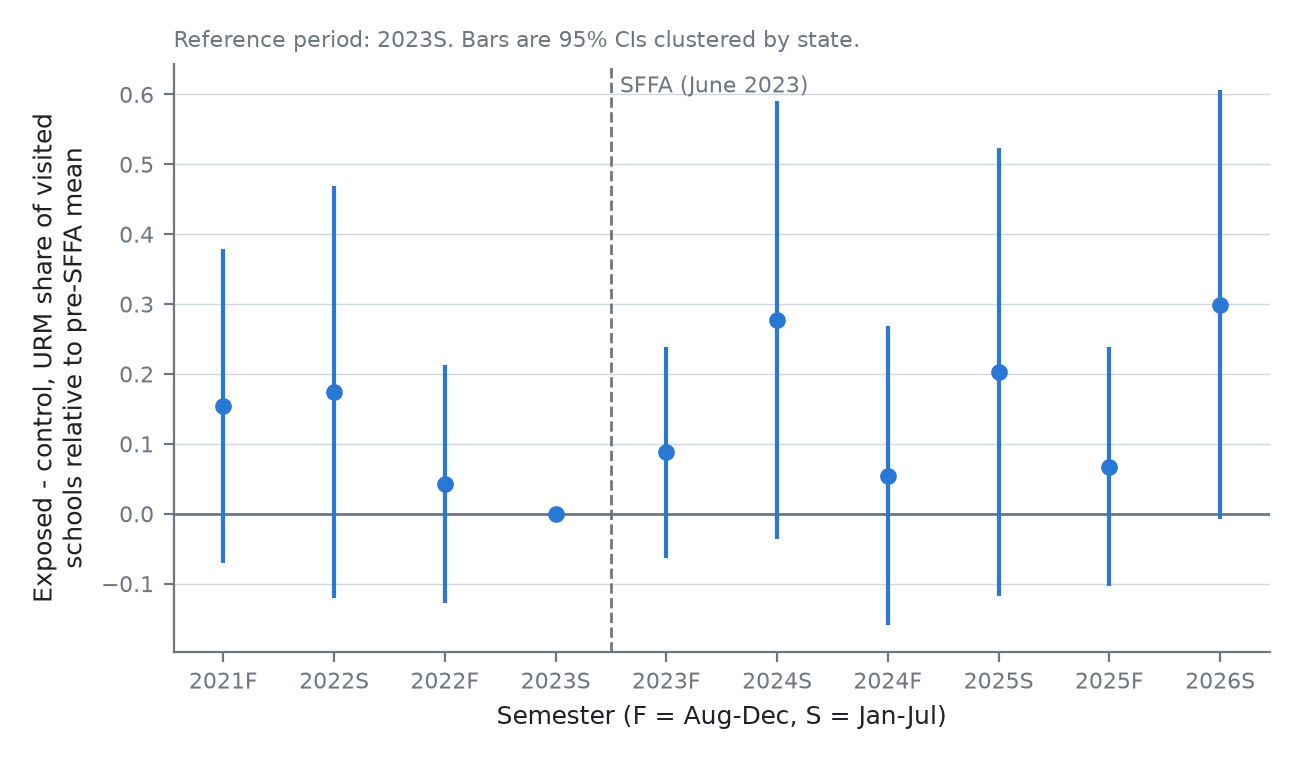 Reference period: 2023S. Bars are 95% CIs clustered by state.
Exposed - control, URM share of visited
schools relative to pre-SFFA mean
SFFA (June 2023)
0.6
0.5
0.4
0.3
0.2
0.1
0.0
−0.1
2021F 2022S 2022F 2023S 2023F 2024S 2024F 2025S 2025F 2026S
Semester (F = Aug-Dec, S = Jan-Jul)